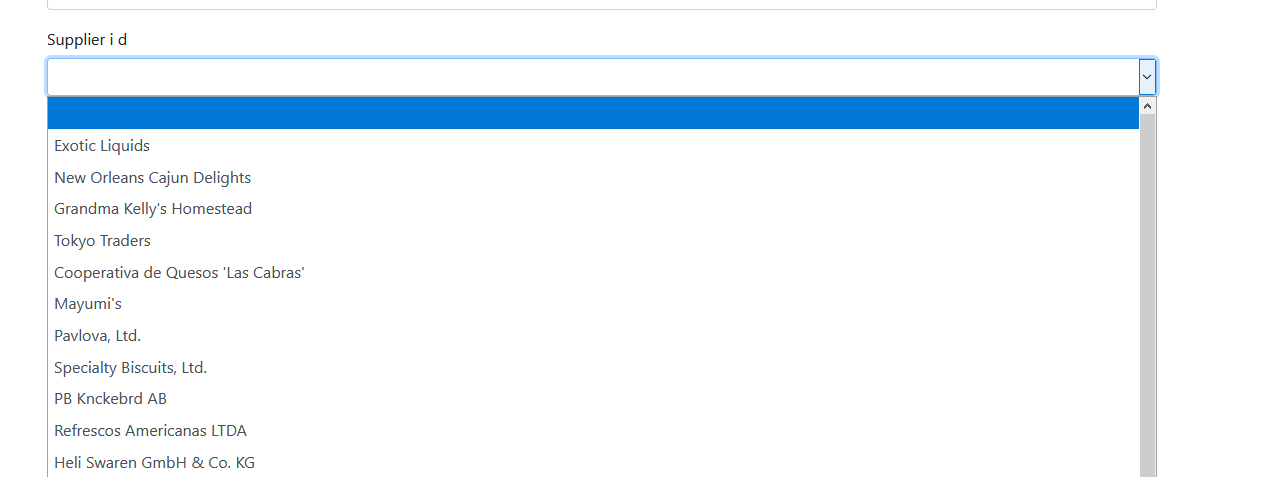 Supplier i d
Exotic Liquids
New Orleans Cajun Delights
Grandma Kelly's Homestead
Tokyo Traders
Cooperativa de Quesos 'Las Cabras'
Mayumi's
Pavlova, Ltd.
Specialty Biscuits, Ltd.
PB Knckebrd AB
Refrescos Americanas LTDA
Heli Swaren GmbH & Co. KG